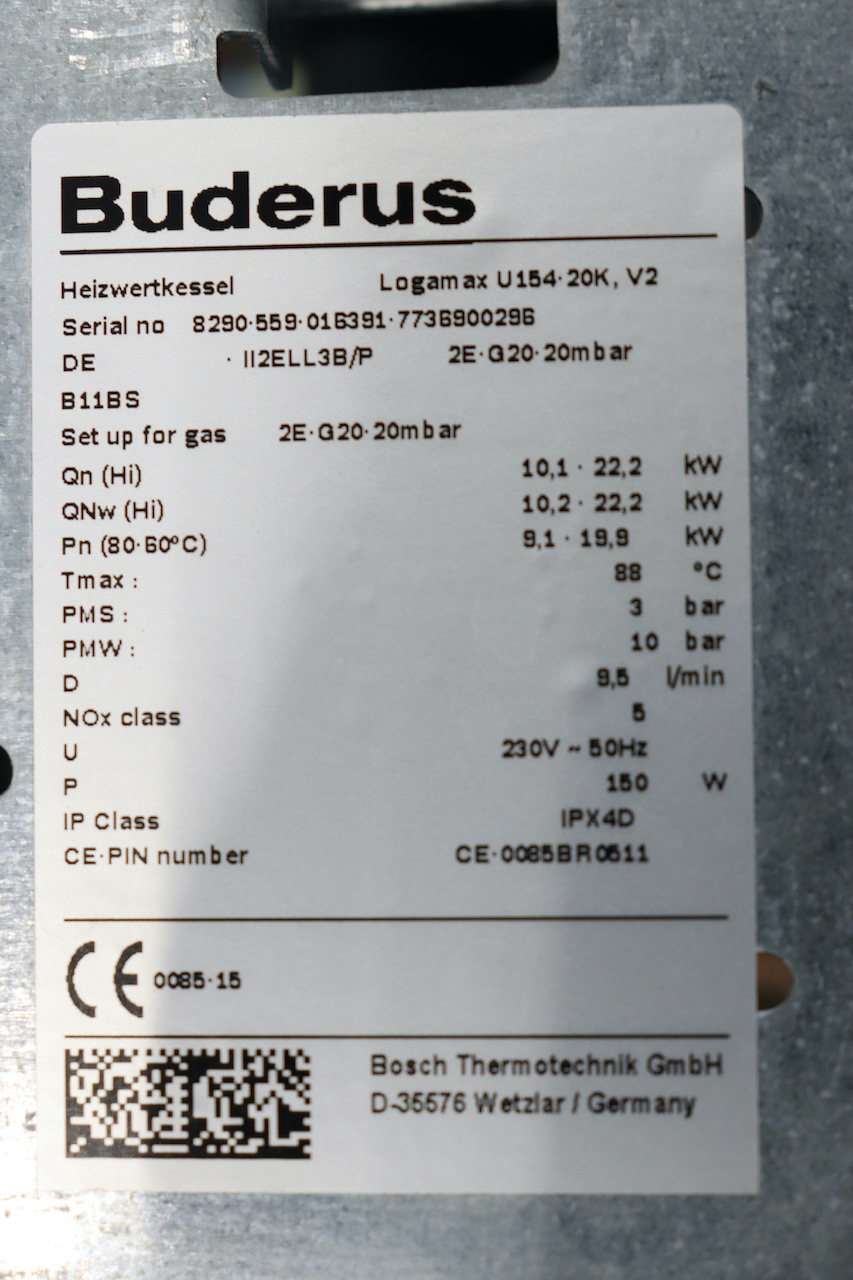 Buderus
Heizwertkessel Logamax U154-20K, V2
Serial no 8290-559-016391-7736900296
DE - II2ELL3B/P 2E-G20-20mbar
B11BS
Set up for gas 2E-G20-20mbar
Qn (Hi) 10,1 - 22,2 kW
QNw (Hi) 10,2 - 22,2 kW
Pn (80-60ºC) 9,1 - 19,9 kW
Tmax : 88 ºC
PMS : 3 bar
PMW : 10 bar
D 9,5 l/min
NOx class 5
U 230V ~ 50Hz
P 150 W
IP Class IPX4D
CE-PIN number CE-0085BR0511
CE 0085-15
Bosch Thermotechnik GmbH
D-35576 Wetzlar / Germany